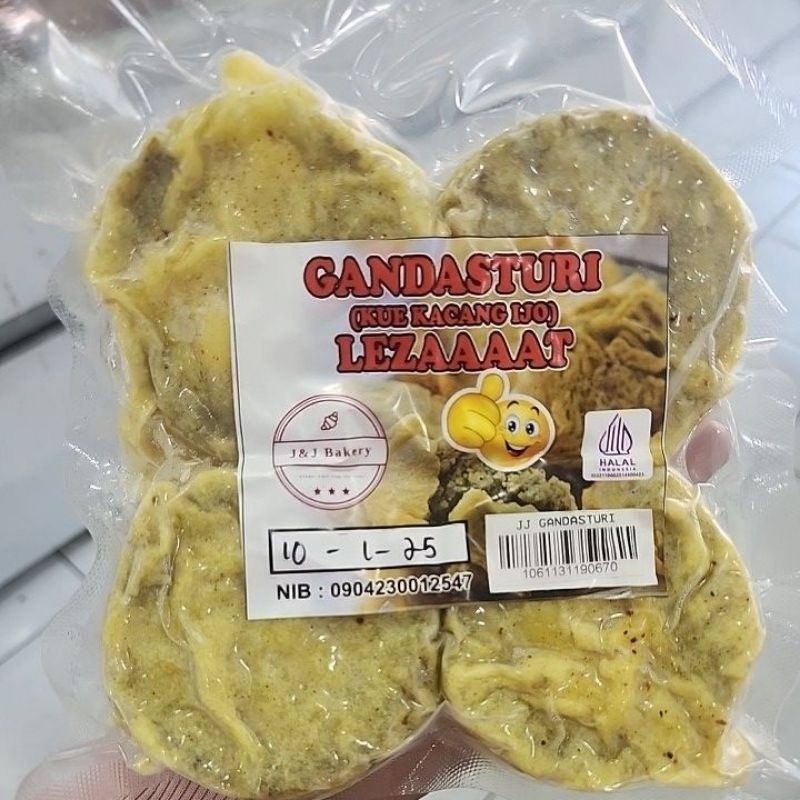 GANDASTURI
(KUE KACANG IJO)
LEZAAAAT
J&J Bakery
HALAL
INDONESIA
10 - 1 - 25
JJ GANDASTURI
1061131190670
NIB : 0904230012547